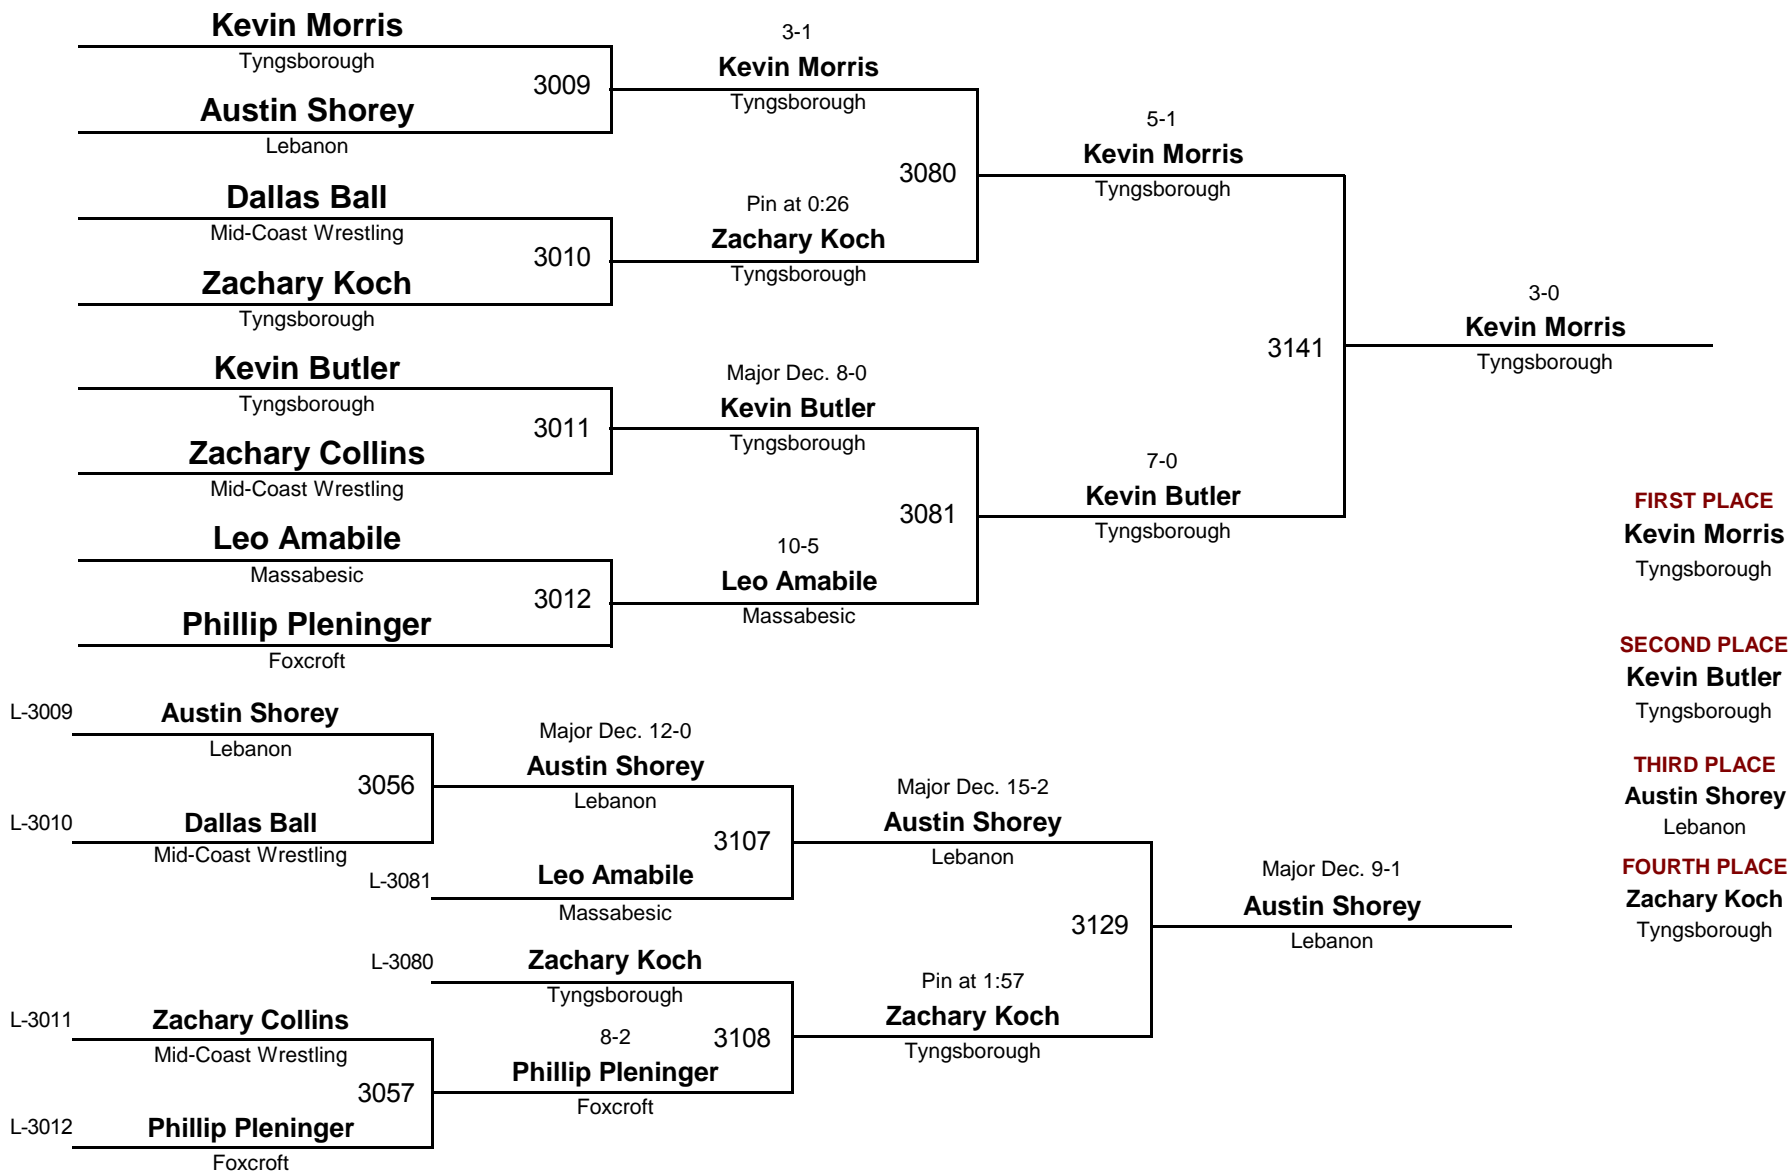 Kevin Morris
Tyngsborough
3009
Austin Shorey
Lebanon
Dallas Ball
Mid-Coast Wrestling
3010
Zachary Koch
Tyngsborough
Kevin Butler
Tyngsborough
3011
Zachary Collins
Mid-Coast Wrestling
Leo Amabile
Massabesic
3012
Phillip Pleninger
Foxcroft
3-1
Kevin Morris
Tyngsborough
3080
Pin at 0:26
Zachary Koch
Tyngsborough
Major Dec. 8-0
Kevin Butler
Tyngsborough
3081
10-5
Leo Amabile
Massabesic
5-1
Kevin Morris
Tyngsborough
3141
7-0
Kevin Butler
Tyngsborough
3-0
Kevin Morris
Tyngsborough
FIRST PLACE
Kevin Morris
Tyngsborough
SECOND PLACE
Kevin Butler
Tyngsborough
THIRD PLACE
Austin Shorey
Lebanon
FOURTH PLACE
Zachary Koch
Tyngsborough
L-3009
Austin Shorey
Lebanon
3056
L-3010
Dallas Ball
Mid-Coast Wrestling
L-3011
Zachary Collins
Mid-Coast Wrestling
3057
L-3012
Phillip Pleninger
Foxcroft
Major Dec. 12-0
Austin Shorey
Lebanon
3107
L-3081
Leo Amabile
Massabesic
L-3080
Zachary Koch
Tyngsborough
3108
8-2
Phillip Pleninger
Foxcroft
Major Dec. 15-2
Austin Shorey
Lebanon
3129
Pin at 1:57
Zachary Koch
Tyngsborough
Major Dec. 9-1
Austin Shorey
Lebanon